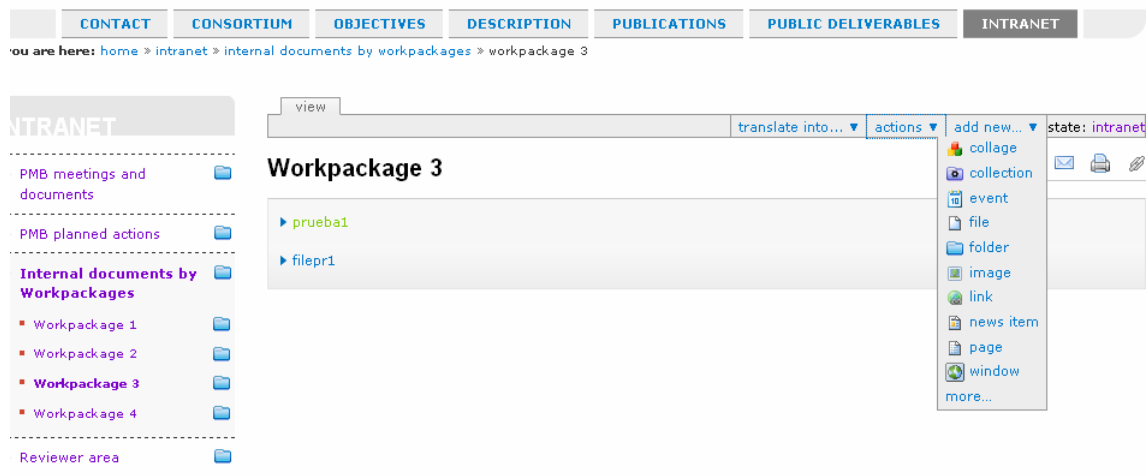 CONTACT CONSORTIUM OBJECTIVES DESCRIPTION PUBLICATIONS PUBLIC DELIVERABLES INTRANET
you are here: home » intranet » internal documents by workpackages » workpackage 3
view
INTRANET
translate into... ▼ actions ▼ add new... ▼ state: intranet
PMB meetings and
documents
PMB planned actions
Internal documents by
Workpackages
Workpackage 1
Workpackage 2
Workpackage 3
Workpackage 4
Reviewer area
Workpackage 3
prueba1
filepr1
collage
collection
event
file
folder
image
link
news item
page
window
more...